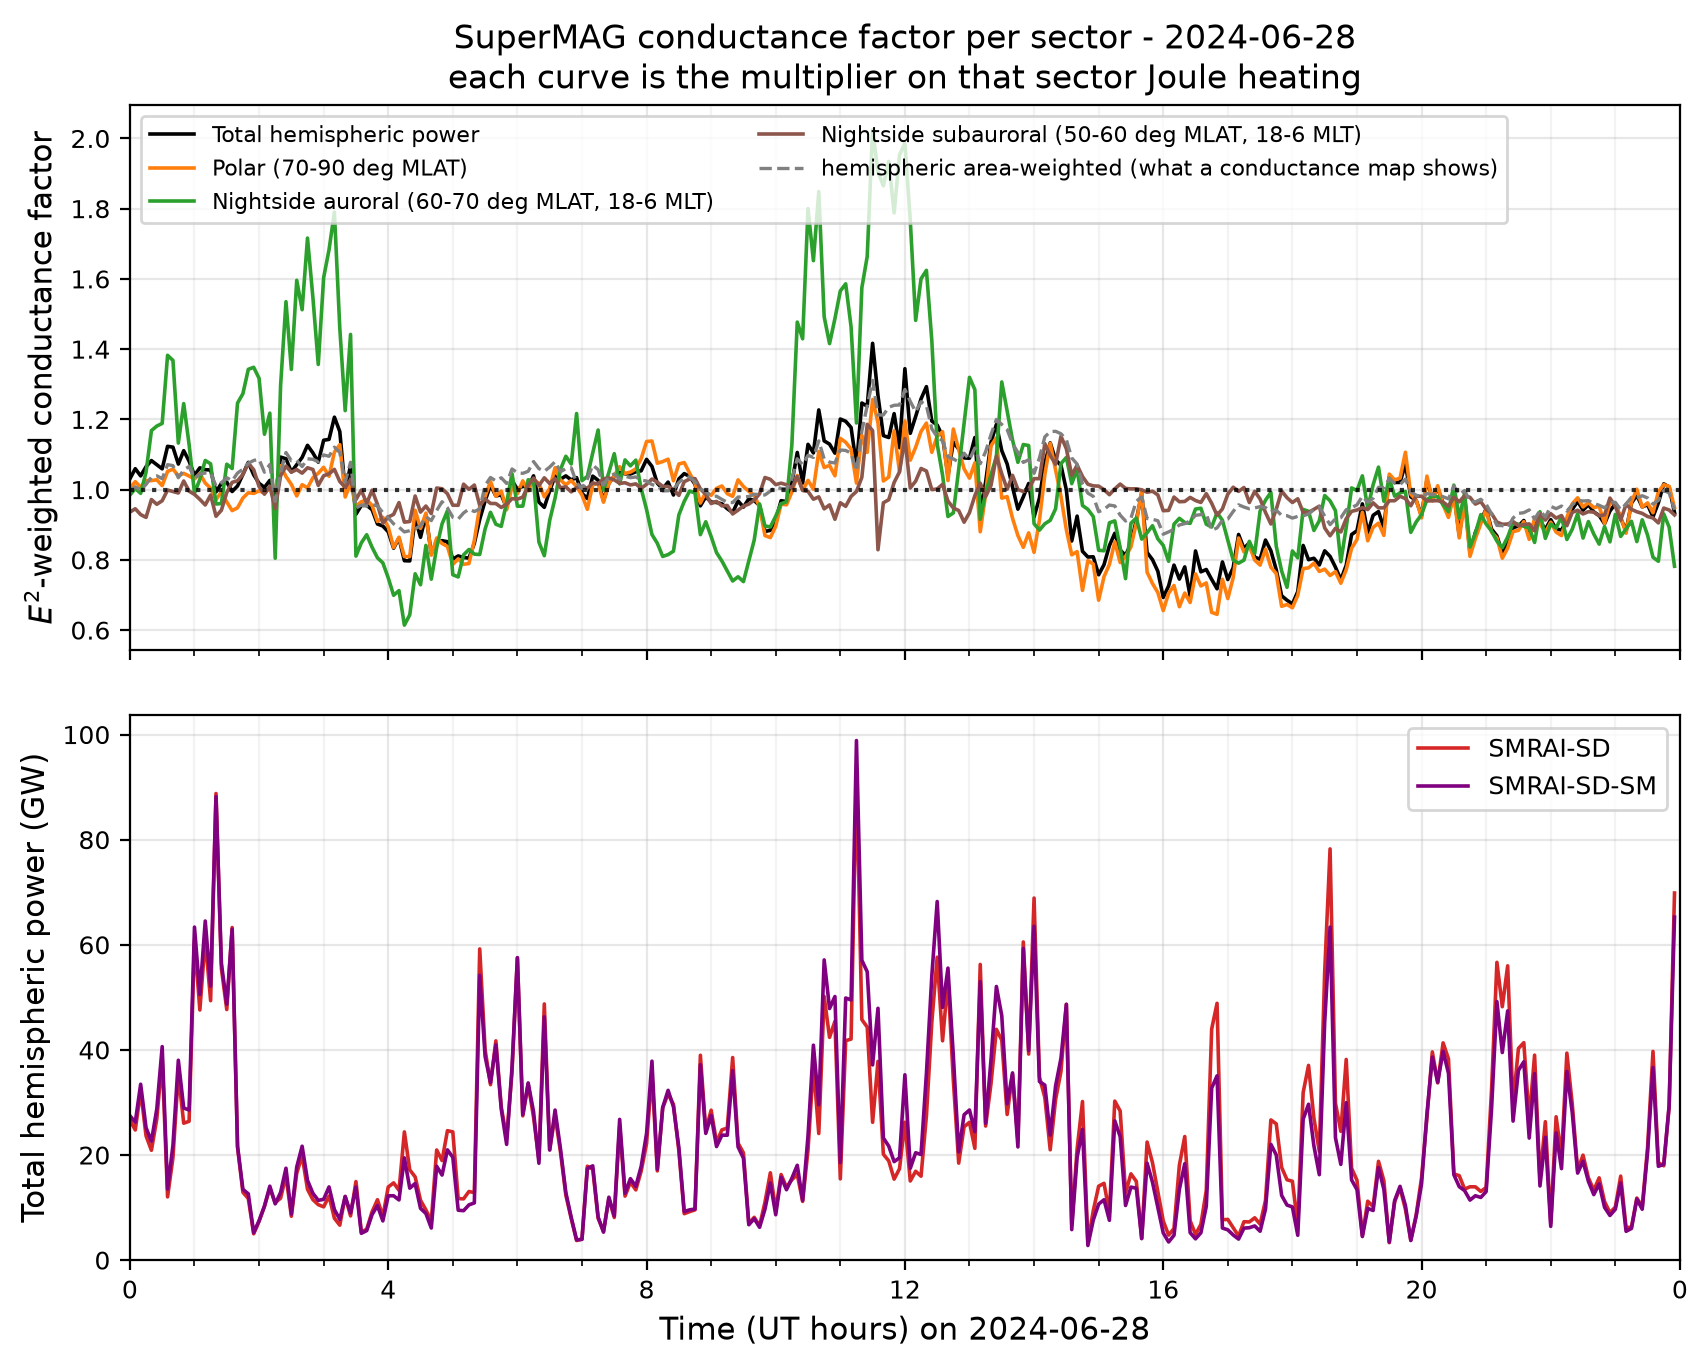 SuperMAG conductance factor per sector - 2024-06-28
each curve is the multiplier on that sector Joule heating
E²-weighted conductance factor
2.0
1.8
1.6
1.4
1.2
1.0
0.8
0.6
Total hemispheric power
Polar (70-90 deg MLAT)
Nightside auroral (60-70 deg MLAT, 18-6 MLT)
Nightside subauroral (50-60 deg MLAT, 18-6 MLT)
hemispheric area-weighted (what a conductance map shows)
Total hemispheric power (GW)
100
80
60
40
20
0
SMRAI-SD
SMRAI-SD-SM
0 4 8 12 16 20 0
Time (UT hours) on 2024-06-28